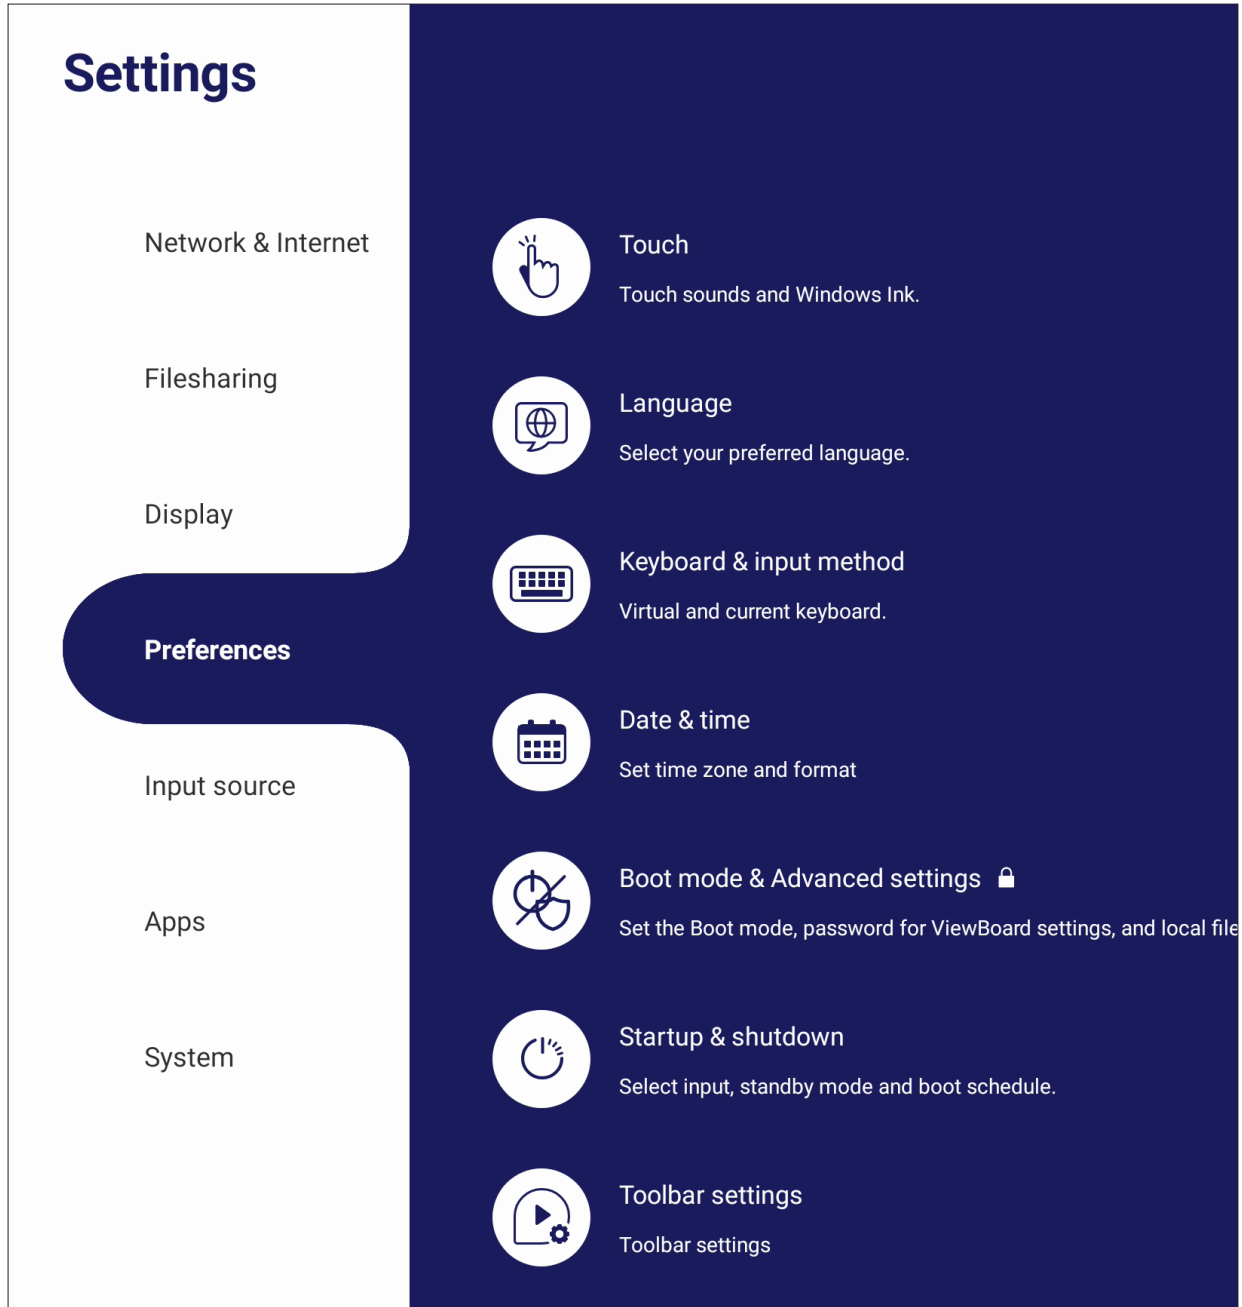 Settings
Network & Internet
Filesharing
Display
Preferences
Input source
Apps
System
Touch
Touch sounds and Windows Ink.
Language
Select your preferred language.
Keyboard & input method
Virtual and current keyboard.
Date & time
Set time zone and format
Boot mode & Advanced settings
Set the Boot mode, password for ViewBoard settings, and local file
Startup & shutdown
Select input, standby mode and boot schedule.
Toolbar settings
Toolbar settings